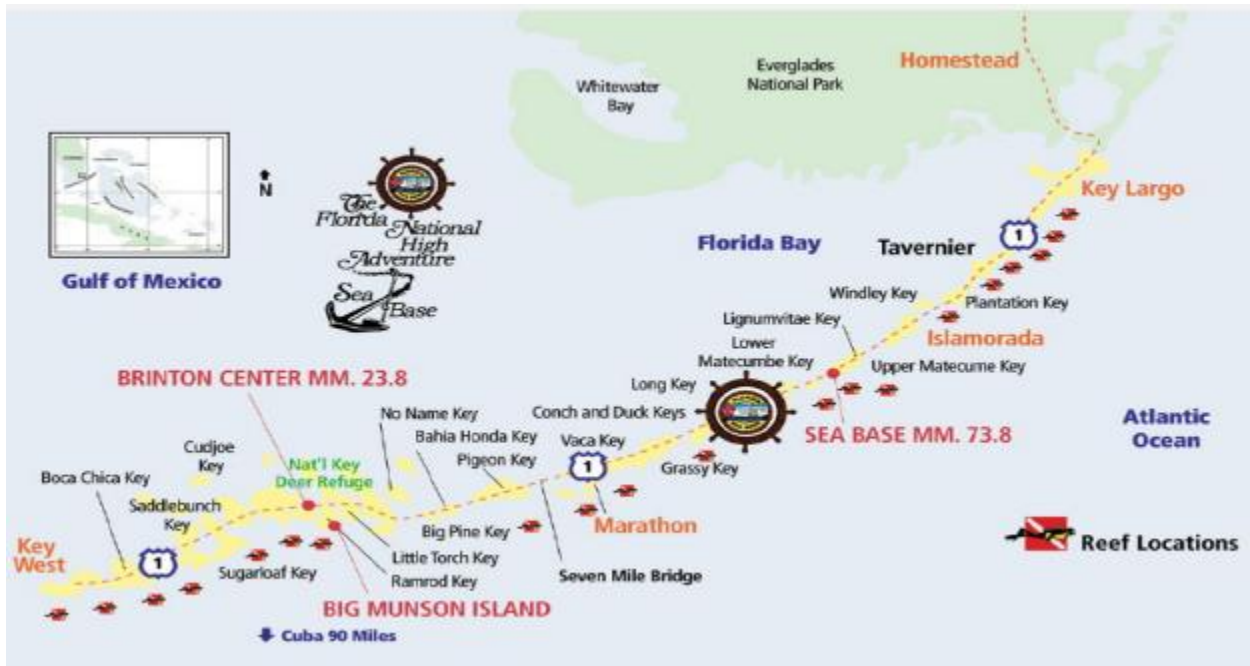 Homestead
Everglades
National Park
Whitewater
Bay
N
The
Florida
National
High
Adventure
Sea
Base
Gulf of Mexico
Key Largo
1
Florida Bay
Tavernier
Windley Key
Plantation Key
Lignumvitae Key
Islamorada
Lower
Matecumbe Key
Upper Matecume Key
BRINTON CENTER MM. 23.8
Long Key
No Name Key
Conch and Duck Keys
Atlantic
Ocean
SEA BASE MM. 73.8
Bahia Honda Key
Vaca Key
Cudjoe
Key
Nat'l Key
Deer Refuge
Pigeon Key
1
Grassy Key
Boca Chica Key
Saddlebunch
Key
Big Pine Key
Marathon
Key
West
1
Little Torch Key
Reef Locations
Sugarloaf Key
Ramrod Key
Seven Mile Bridge
BIG MUNSON ISLAND
Cuba 90 Miles